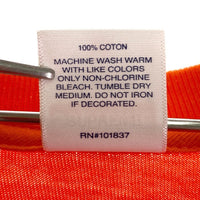 100% COTON
MACHINE WASH WARM
WITH LIKE COLORS
ONLY NON-CHLORINE
BLEACH. TUMBLE DRY
MEDIUM. DO NOT IRON
IF DECORATED.
RN#101837